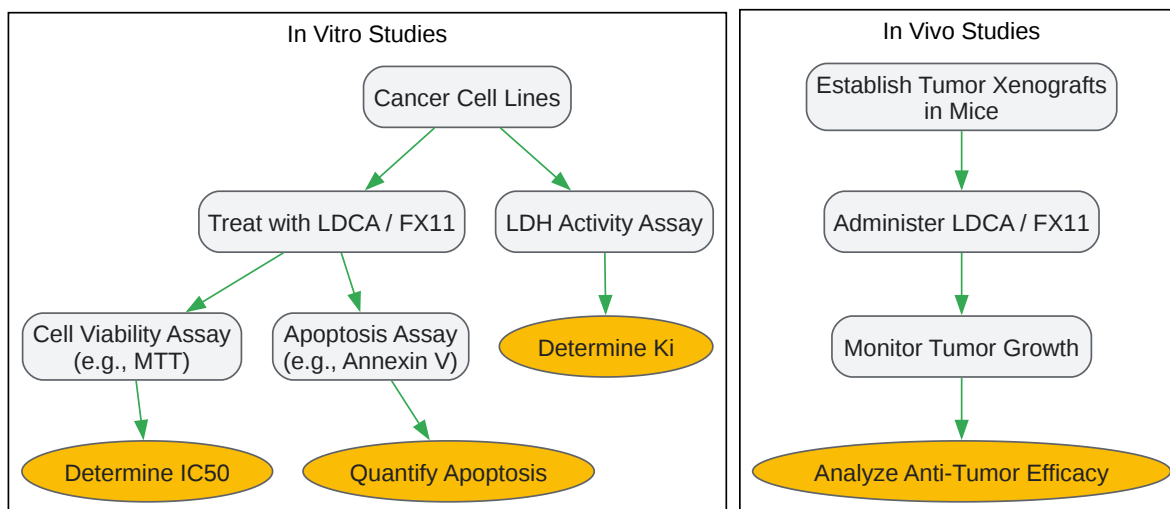 In Vitro Studies
Cancer Cell Lines
Treat with LDCA / FX11
LDH Activity Assay
Cell Viability Assay
(e.g., MTT)
Apoptosis Assay
(e.g., Annexin V)
Determine Ki
Determine IC50
Quantify Apoptosis
In Vivo Studies
Establish Tumor Xenografts
in Mice
Administer LDCA / FX11
Monitor Tumor Growth
Analyze Anti-Tumor Efficacy